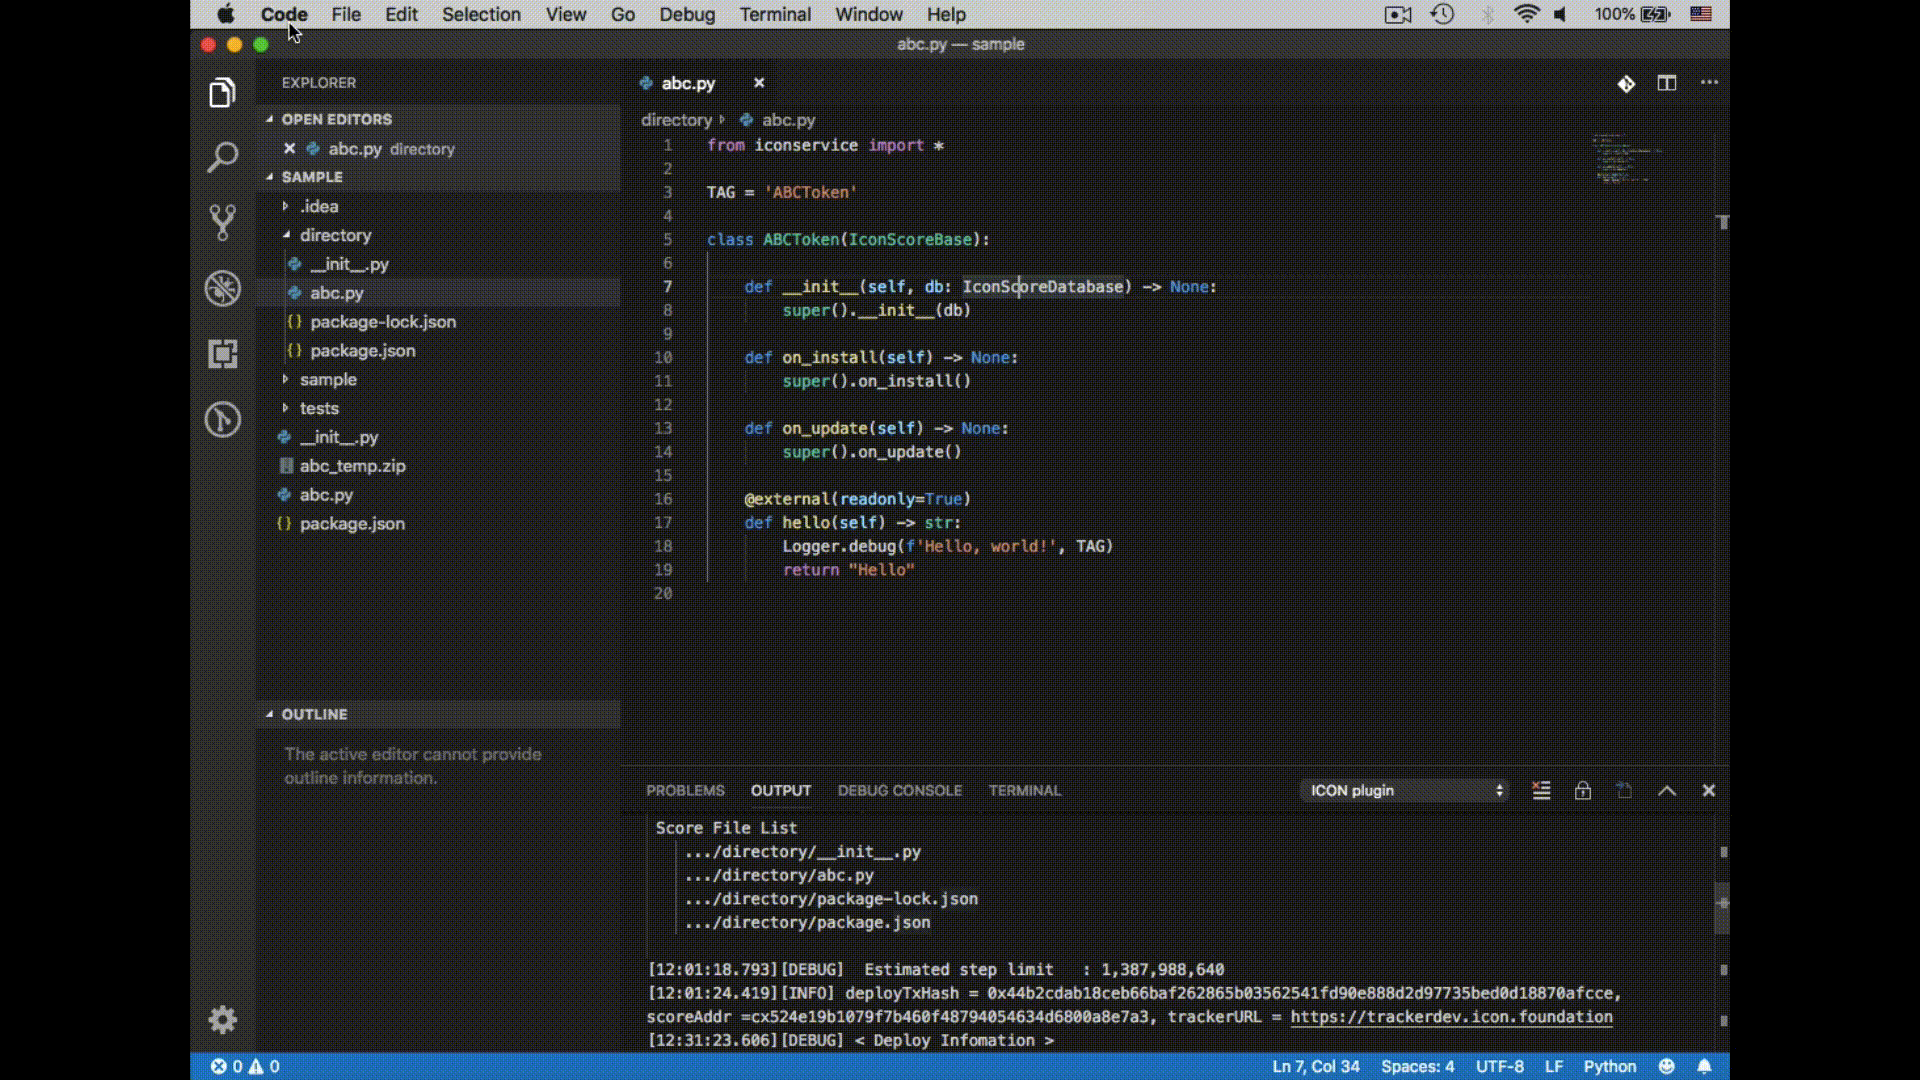 Code File Edit Selection View Go Debug Terminal Window Help 100%
abc.py — sample
EXPLORER
OPEN EDITORS
abc.py directory
SAMPLE
.idea
directory
__init__.py
abc.py
package-lock.json
package.json
sample
tests
__init__.py
abc_temp.zip
abc.py
package.json
OUTLINE
The active editor cannot provide
outline information.
abc.py
directory abc.py
1 from iconservice import *
2
3 TAG = 'ABCToken'
4
5 class ABCToken(IconScoreBase):
6
7 def __init__(self, db: IconScoreDatabase) -> None:
8 super().__init__(db)
9
10 def on_install(self) -> None:
11 super().on_install()
12
13 def on_update(self) -> None:
14 super().on_update()
15
16 @external(readonly=True)
17 def hello(self) -> str:
18 Logger.debug(f'Hello, world!', TAG)
19 return "Hello"
20
PROBLEMS OUTPUT DEBUG CONSOLE TERMINAL ICON plugin
Score File List
.../directory/__init__.py
.../directory/abc.py
.../directory/package-lock.json
.../directory/package.json
[12:01:18.793][DEBUG] Estimated step limit : 1,387,988,640
[12:01:24.419][INFO] deployTxHash = 0x44b2cdab18ceb66baf262865b03562541fd90e888d2d97735bed0d18870afcce,
scoreAddr =cx524e19b1079f7b460f48794054634d6800a8e7a3, trackerURL = https://trackerdev.icon.foundation
[12:31:23.606][DEBUG] < Deploy Infomation >
0 0 Ln 7, Col 34 Spaces: 4 UTF-8 LF Python